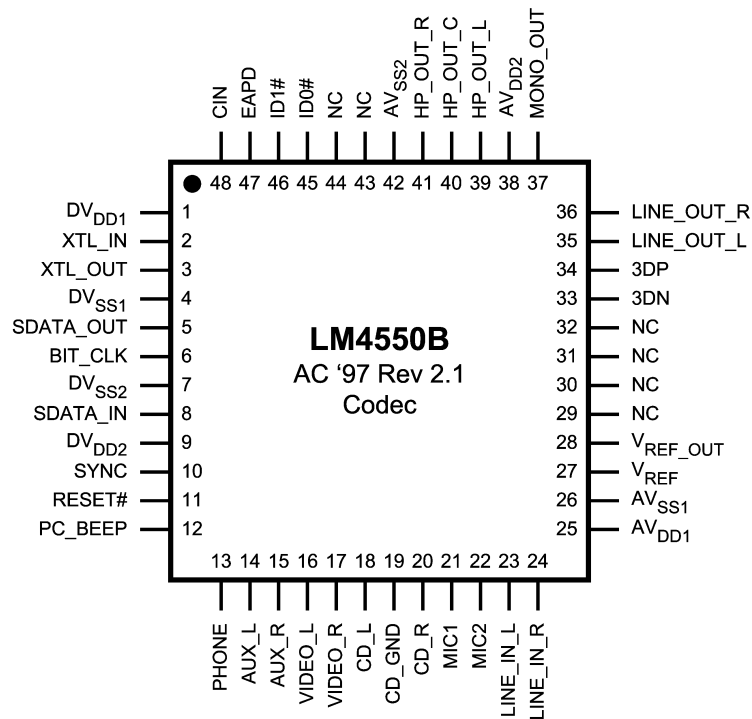 CIN
EAPD
ID1#
ID0#
NC
NC
AVSS2
HP_OUT_R
HP_OUT_C
HP_OUT_L
AVDD2
MONO_OUT
48 47 46 45 44 43 42 41 40 39 38 37
DVDD1 1
XTL_IN 2
XTL_OUT 3
DVSS1 4
SDATA_OUT 5
BIT_CLK 6
DVSS2 7
SDATA_IN 8
DVDD2 9
SYNC 10
RESET# 11
PC_BEEP 12
LM4550B
AC ‘97 Rev 2.1
Codec
36 LINE_OUT_R
35 LINE_OUT_L
34 3DP
33 3DN
32 NC
31 NC
30 NC
29 NC
28 VREF_OUT
27 VREF
26 AVSS1
25 AVDD1
13 14 15 16 17 18 19 20 21 22 23 24
PHONE
AUX_L
AUX_R
VIDEO_L
VIDEO_R
CD_L
CD_GND
CD_R
MIC1
MIC2
LINE_IN_L
LINE_IN_R